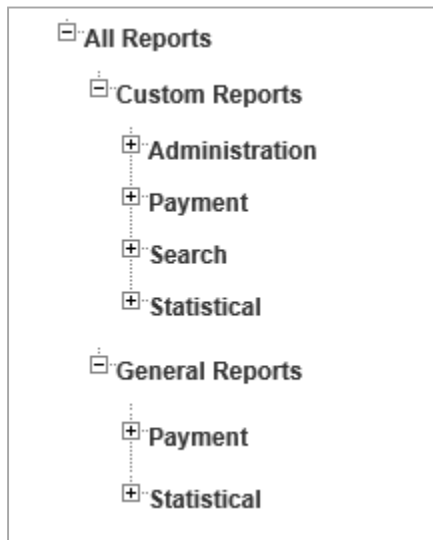 All Reports
Custom Reports
Administration
Payment
Search
Statistical
General Reports
Payment
Statistical